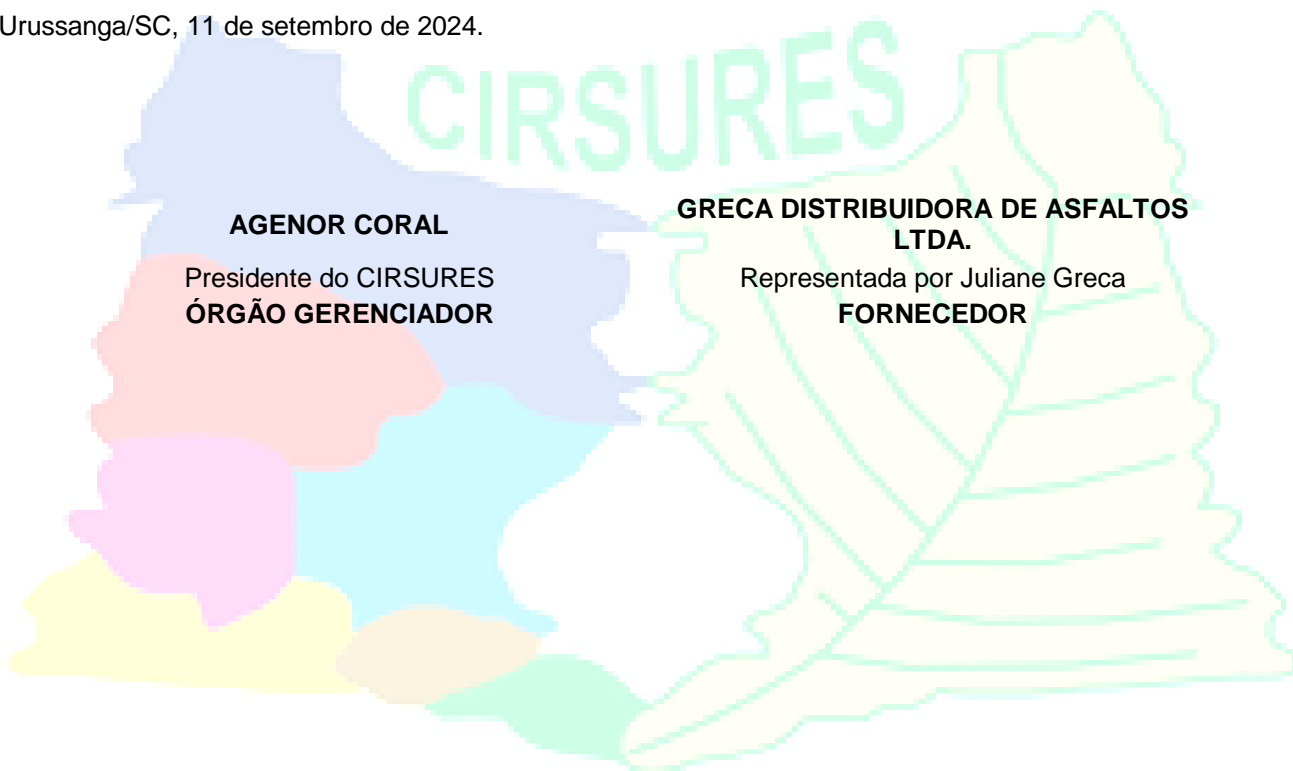 Urussanga/SC, 11 de setembro de 2024.
CIRSURES
AGENOR CORAL
Presidente do CIRSURES
ÓRGÃO GERENCIADOR
GRECA DISTRIBUIDORA DE ASFALTOS
LTDA.
Representada por Juliane Greca
FORNECEDOR